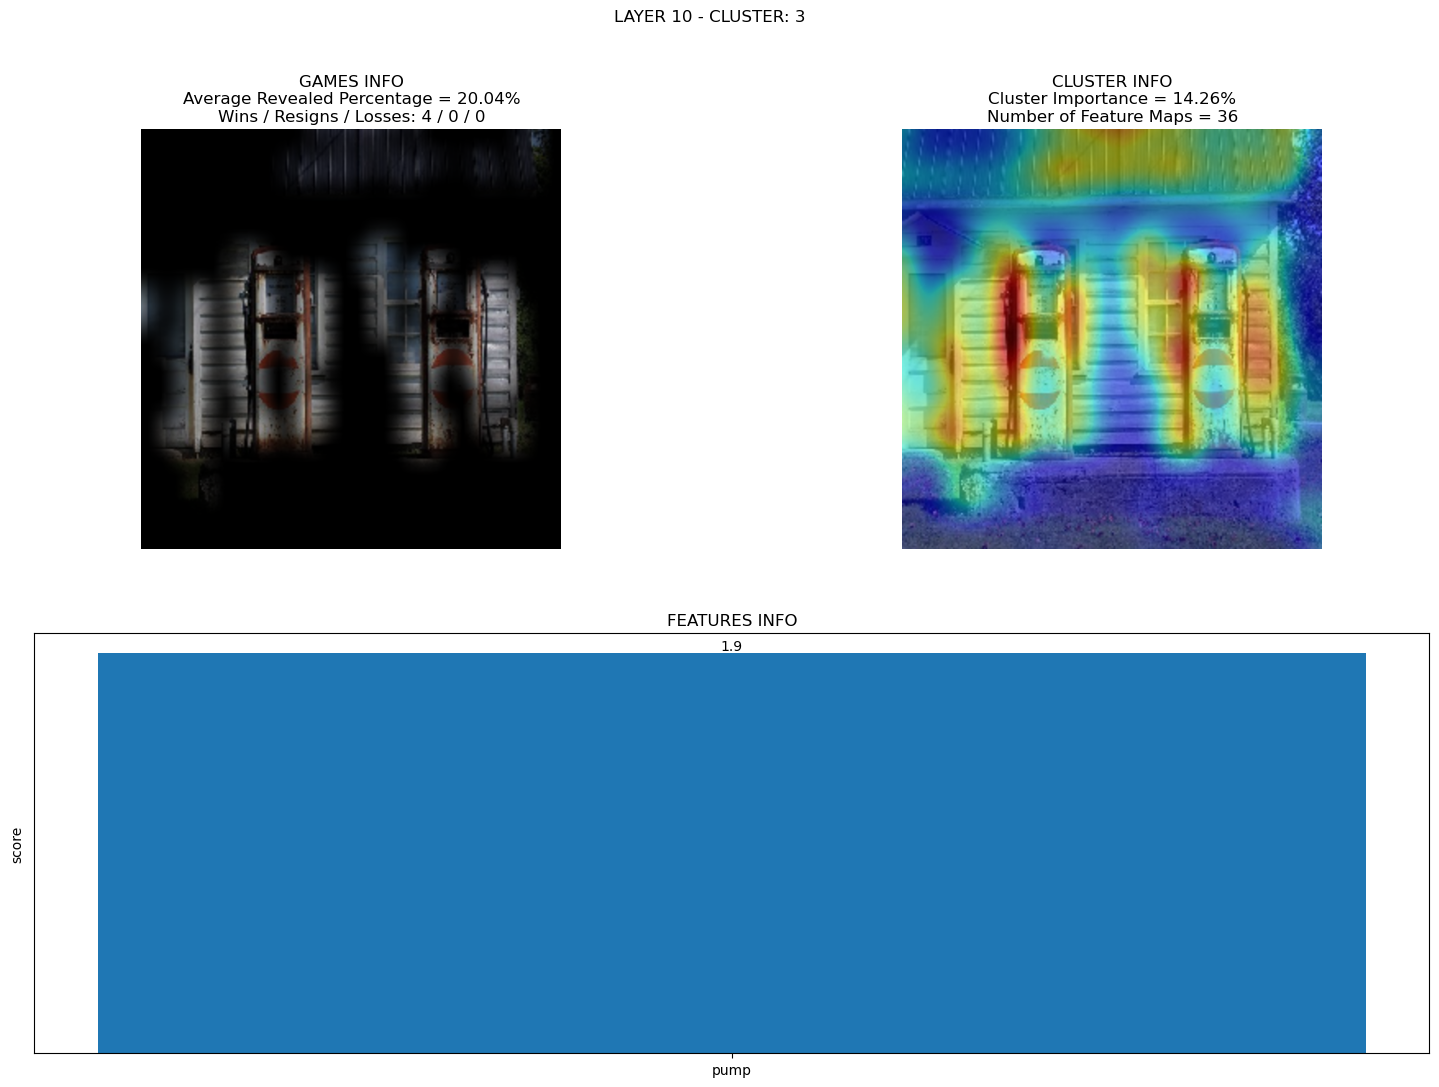 LAYER 10 - CLUSTER: 3
GAMES INFO
Average Revealed Percentage = 20.04%
Wins / Resigns / Losses: 4 / 0 / 0
CLUSTER INFO
Cluster Importance = 14.26%
Number of Feature Maps = 36
FEATURES INFO
1.9
score
pump